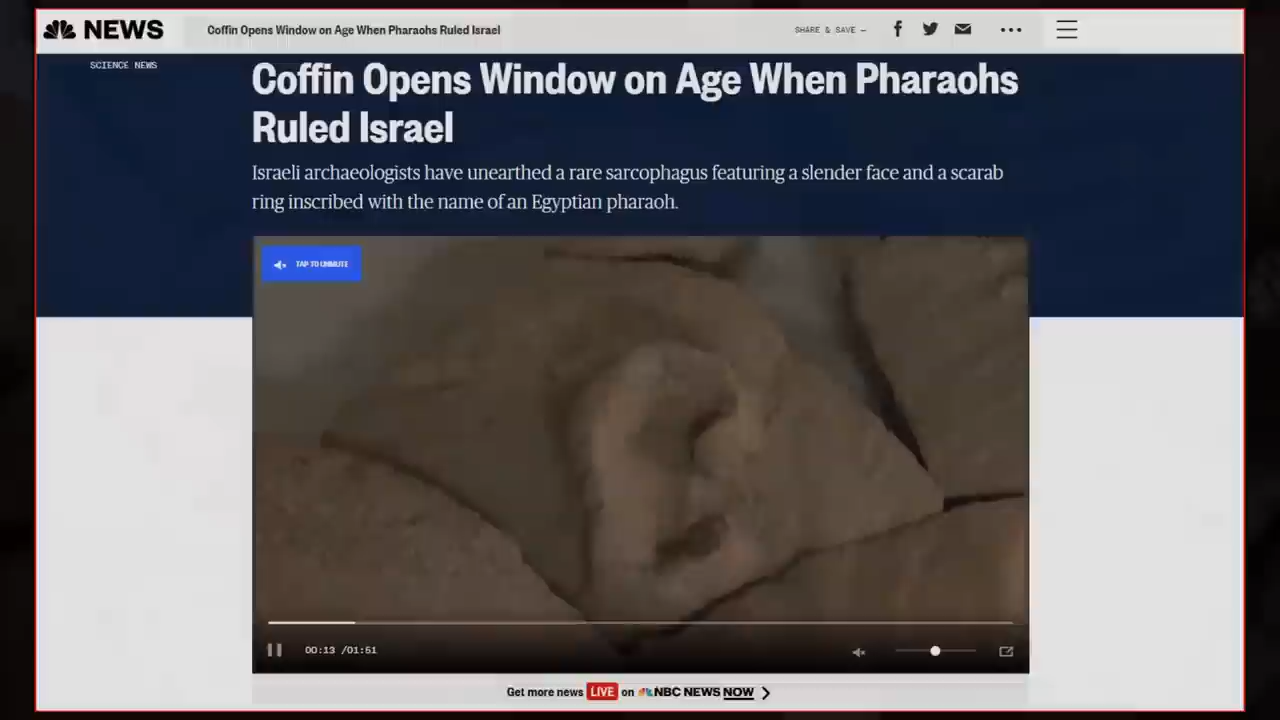 NEWS
Coffin Opens Window on Age When Pharaohs Ruled Israel
SHARE & SAVE —
SCIENCE NEWS
Coffin Opens Window on Age When Pharaohs
Ruled Israel
Israeli archaeologists have unearthed a rare sarcophagus featuring a slender face and a scarab
ring inscribed with the name of an Egyptian pharaoh.
TAP TO UNMUTE
00:13 /01:51
Get more news LIVE on NBC NEWS NOW